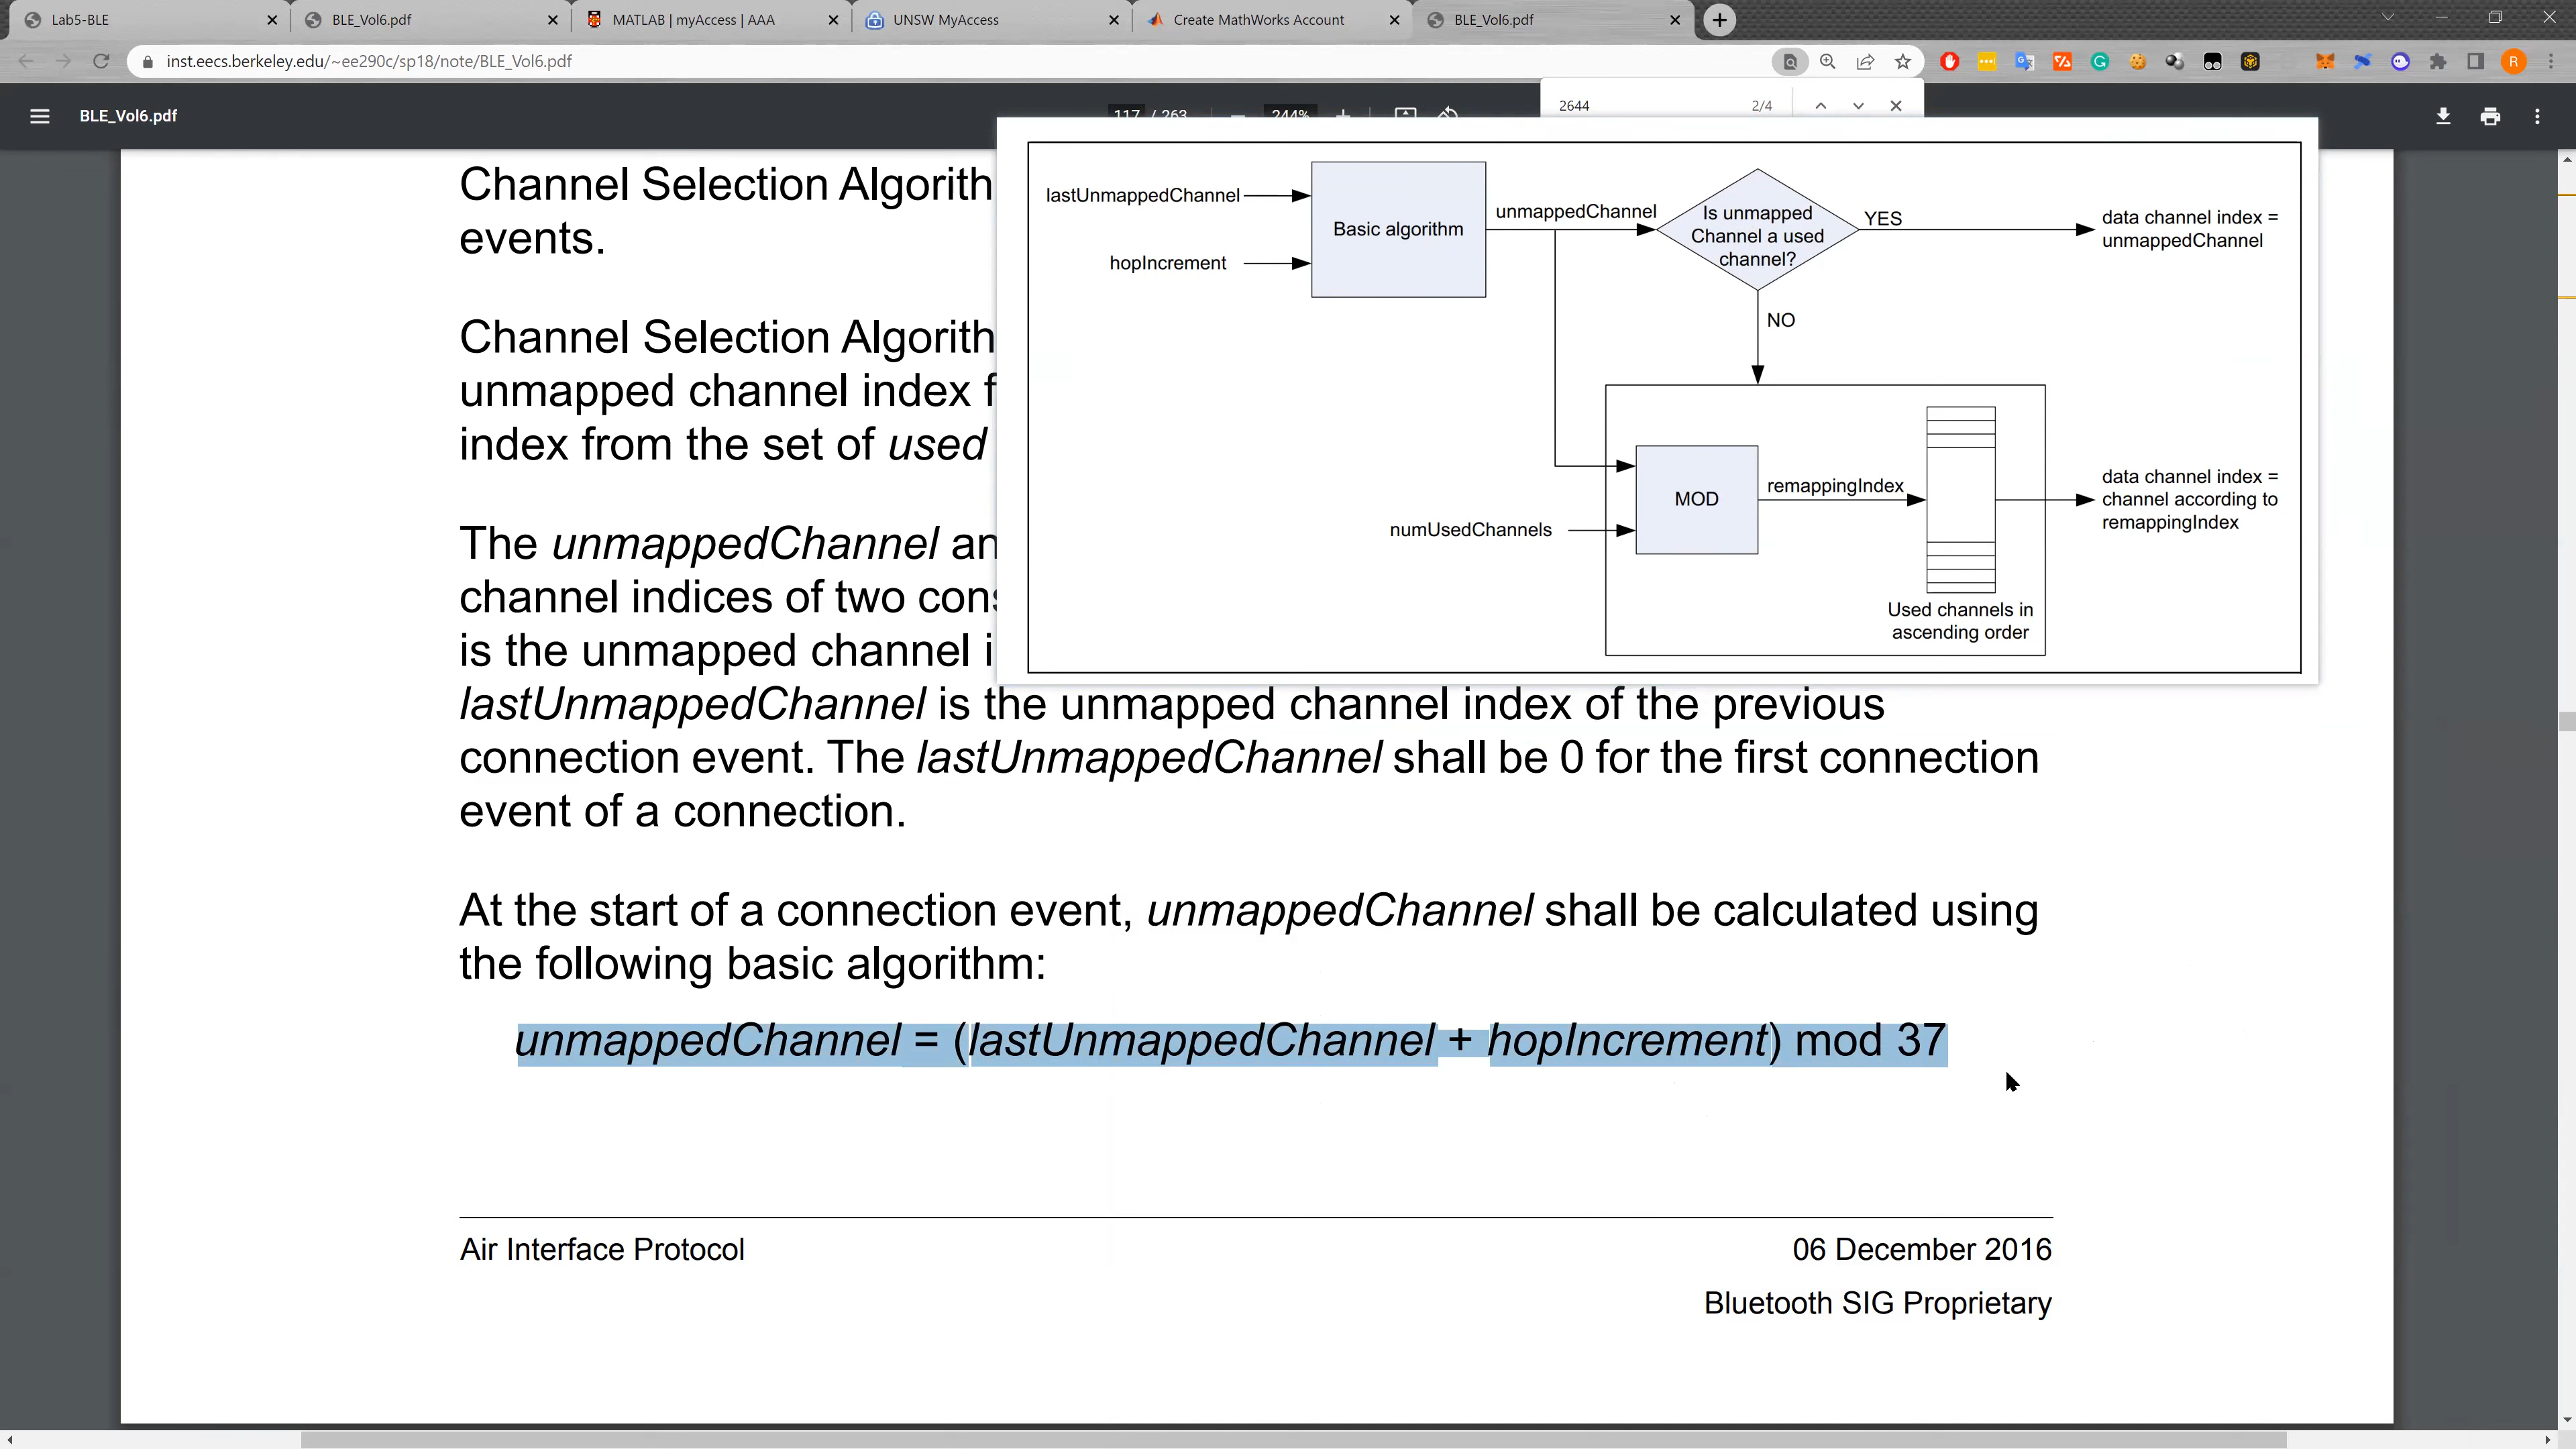 Lab5-BLE
BLE_Vol6.pdf
MATLAB | myAccess | AAA
UNSW MyAccess
Create MathWorks Account
BLE_Vol6.pdf
inst.eecs.berkeley.edu/~ee290c/sp18/note/BLE_Vol6.pdf
BLE_Vol6.pdf
117 / 263
244%
2644
2/4
Channel Selection Algorith
events.
Channel Selection Algorith
unmapped channel index f
index from the set of used
The unmappedChannel an
channel indices of two cons
is the unmapped channel i
lastUnmappedChannel is the unmapped channel index of the previous
connection event. The lastUnmappedChannel shall be 0 for the first connection
event of a connection.
At the start of a connection event, unmappedChannel shall be calculated using
the following basic algorithm:
unmappedChannel = (lastUnmappedChannel + hopIncrement) mod 37
Air Interface Protocol
06 December 2016
Bluetooth SIG Proprietary
lastUnmappedChannel
hopIncrement
Basic algorithm
unmappedChannel
Is unmapped
Channel a used
channel?
YES
data channel index =
unmappedChannel
NO
numUsedChannels
MOD
remappingIndex
Used channels in
ascending order
data channel index =
channel according to
remappingIndex